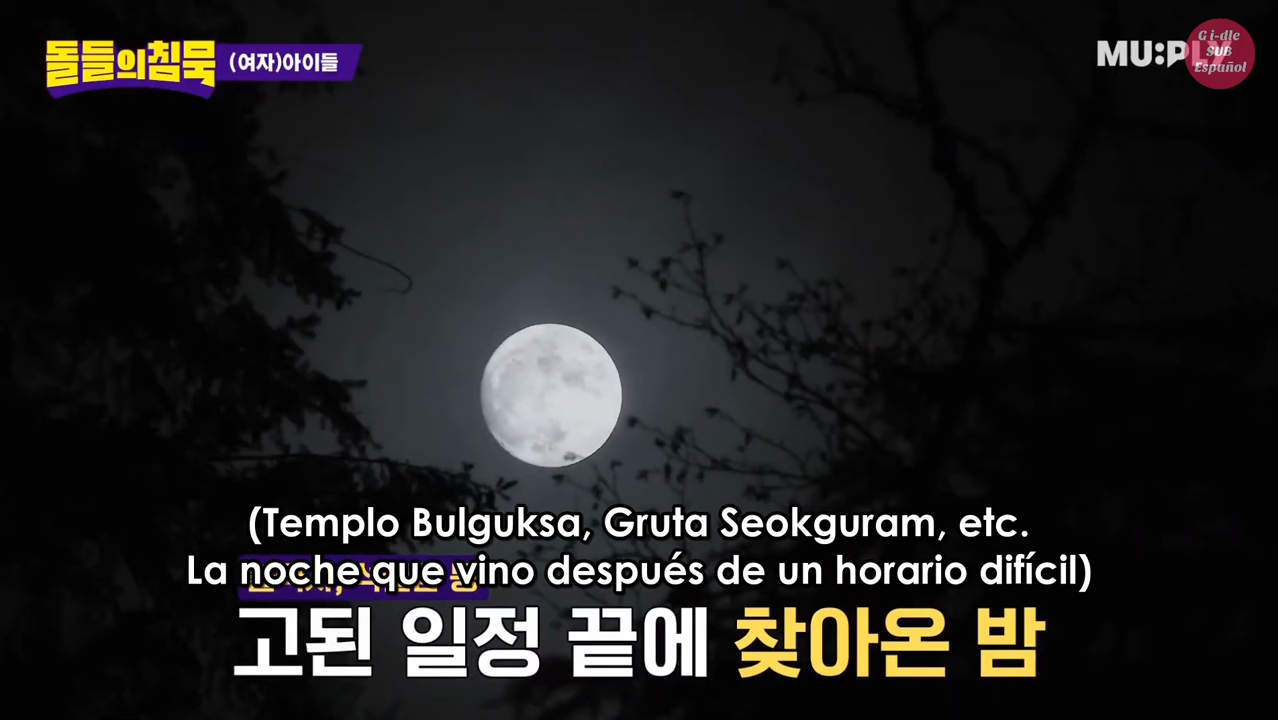 돌들의침묵 (여자)아이들
MU:PLY
G i-dle
SUB
Español
(Templo Bulguksa, Gruta Seokguram, etc.
La noche que vino después de un horario difícil)
고된 일정 끝에 찾아온 밤